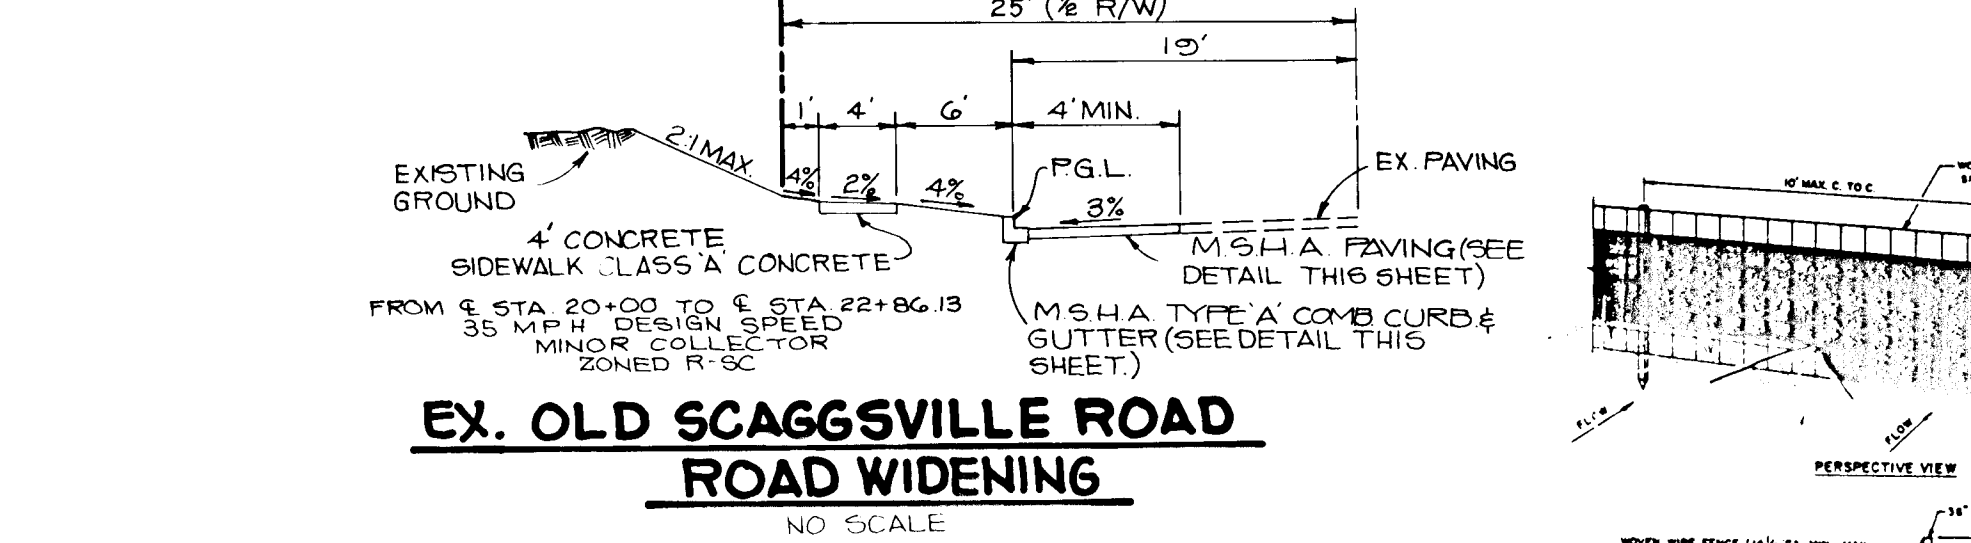 25' (½ R/W)
19'
1' 4' 6' 4' MIN.
2:1 MAX.
EXISTING
GROUND
4% 2% 4% 3%
P.G.L.
EX. PAVING
4' CONCRETE
SIDEWALK CLASS 'A' CONCRETE
M.S.H.A. PAVING (SEE
DETAIL THIS SHEET)
M.S.H.A. TYPE 'A' COMB. CURB &
GUTTER (SEE DETAIL THIS
SHEET.)
FROM ℄ STA. 20+00 TO ℄ STA. 22+86.13
35 MPH DESIGN SPEED
MINOR COLLECTOR
ZONED R-SC
EX. OLD SCAGGSVILLE ROAD
ROAD WIDENING
NO SCALE
10' MAX. C. TO C.
FLOW
FLOW
PERSPECTIVE VIEW
36"